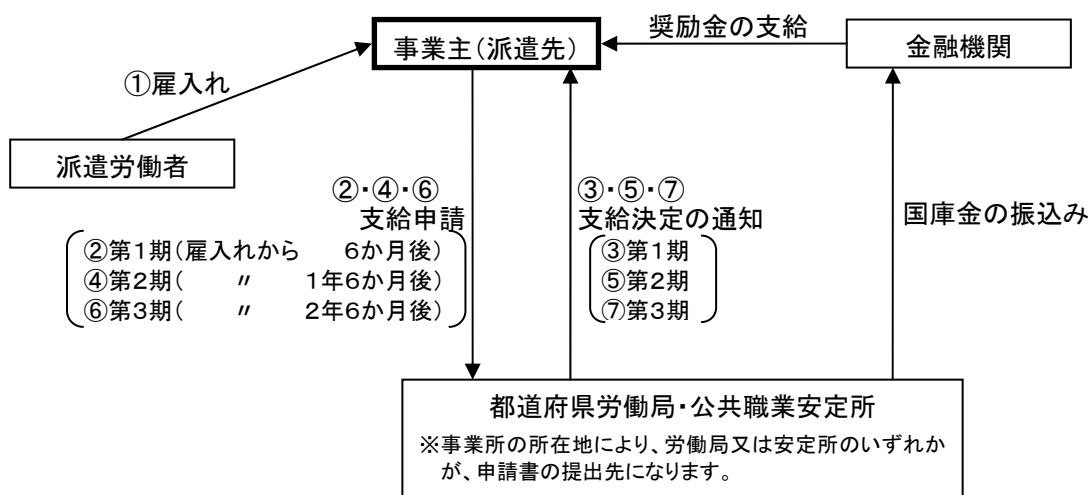 奨励金の支給
事業主（派遣先）
金融機関
①雇入れ
派遣労働者
②・④・⑥
支給申請
②第1期（雇入れから　6か月後）
④第2期（　〃　1年6か月後）
⑥第3期（　〃　2年6か月後）
③・⑤・⑦
支給決定の通知
③第1期
⑤第2期
⑦第3期
国庫金の振込み
都道府県労働局・公共職業安定所
※事業所の所在地により、労働局又は安定所のいずれか
が、申請書の提出先になります。